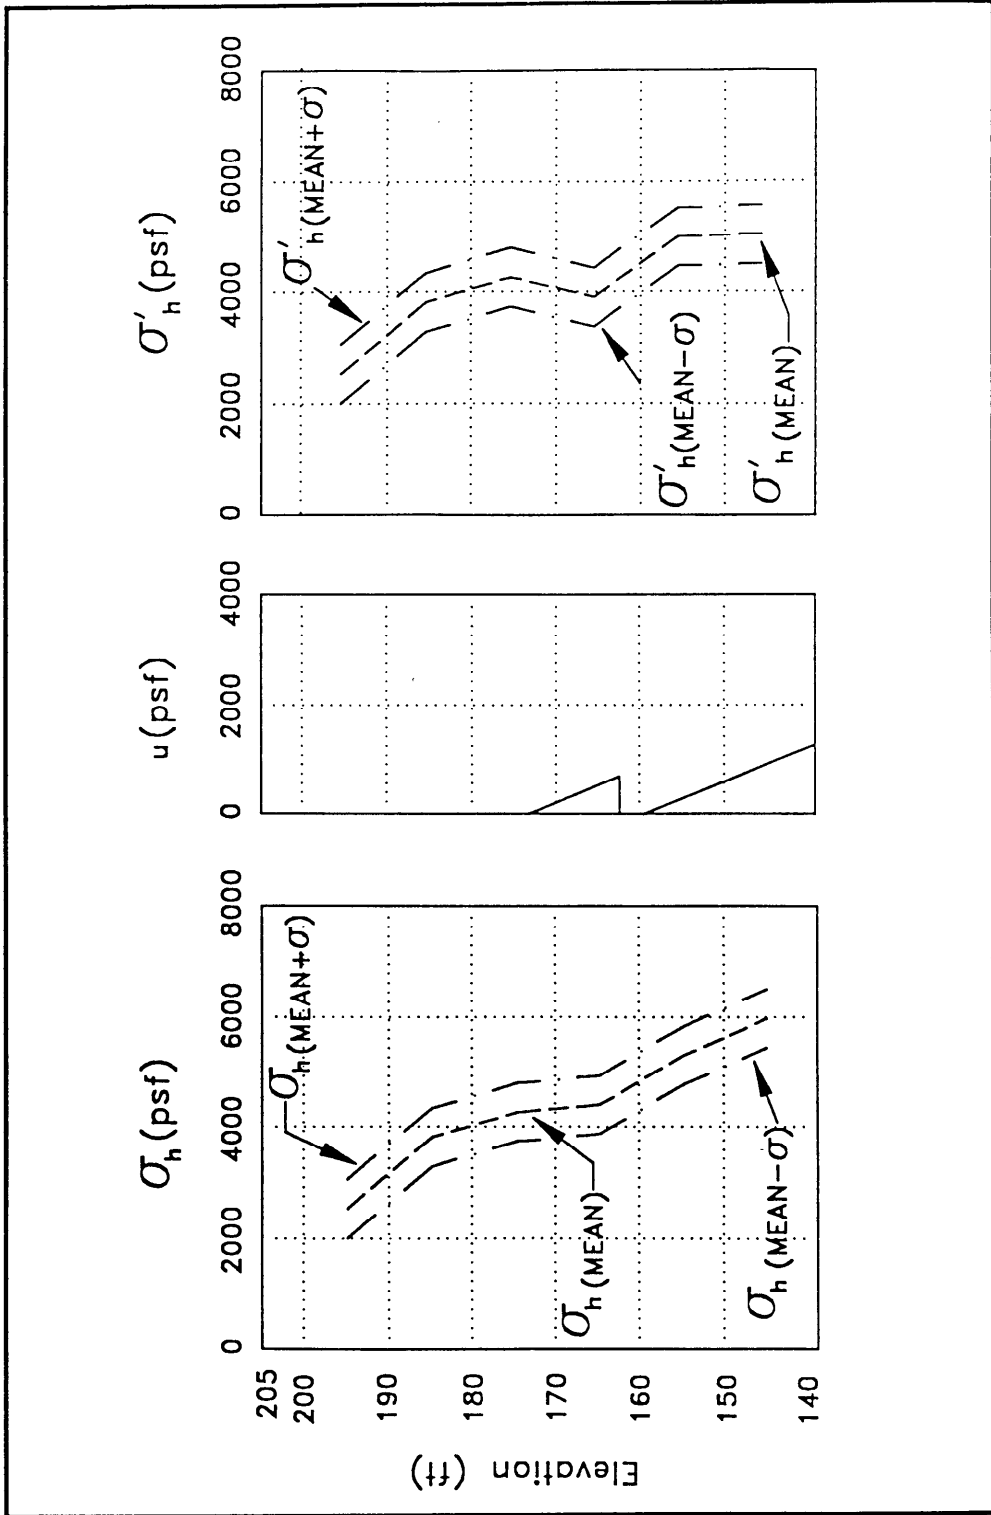 σh (psf)
0 2000 4000 6000 8000
u (psf)
0 2000 4000
σ′h (psf)
0 2000 4000 6000 8000
Elevation (ft)
205
200
190
180
170
160
150
140
σh (MEAN+σ)
σh (MEAN)
σh (MEAN−σ)
σ′h (MEAN+σ)
σ′h (MEAN−σ)
σ′h (MEAN)